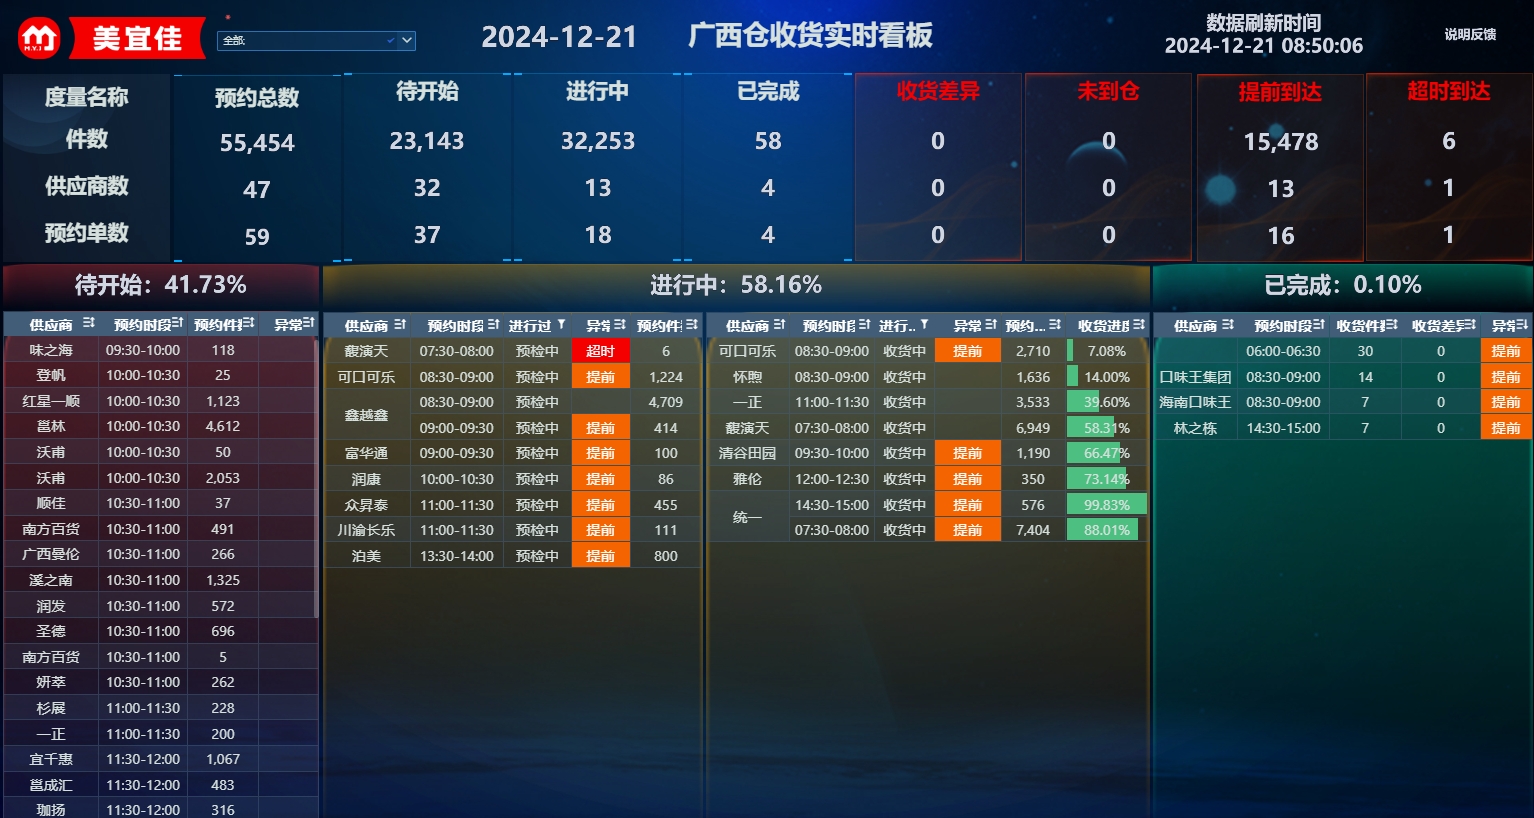 M.Y.J 美宜佳
全部
2024-12-21
广西仓收货实时看板
数据刷新时间
2024-12-21 08:50:06
说明反馈
度量名称 预约总数 待开始 进行中 已完成 收货差异 未到仓 提前到达 超时到达
件数 55,454 23,143 32,253 58 0 0 15,478 6
供应商数 47 32 13 4 0 0 13 1
预约单数 59 37 18 4 0 0 16 1
待开始：41.73%
供应商 预约时段 预约件 异常
味之海 09:30-10:00 118
登帆 10:00-10:30 25
红星一顺 10:00-10:30 1,123
邕林 10:00-10:30 4,612
沃甫 10:00-10:30 50
沃甫 10:00-10:30 2,053
顺佳 10:30-11:00 37
南方百货 10:30-11:00 491
广西曼伦 10:30-11:00 266
溪之南 10:30-11:00 1,325
润发 10:30-11:00 572
圣德 10:30-11:00 696
南方百货 10:30-11:00 5
妍萃 10:30-11:00 262
杉展 11:00-11:30 228
一正 11:00-11:30 200
宜千惠 11:30-12:00 1,067
邕成汇 11:30-12:00 483
珈扬 11:30-12:00 316
进行中：58.16%
供应商 预约时段 进行过 异常 预约件
馥演天 07:30-08:00 预检中 超时 6
可口可乐 08:30-09:00 预检中 提前 1,224
鑫越鑫 08:30-09:00 预检中 4,709
09:00-09:30 预检中 提前 414
富华通 09:00-09:30 预检中 提前 100
润康 10:00-10:30 预检中 提前 86
众昇泰 11:00-11:30 预检中 提前 455
川渝长乐 11:00-11:30 预检中 提前 111
泊美 13:30-14:00 预检中 提前 800
供应商 预约时段 进行... 异常 预约... 收货进度
可口可乐 08:30-09:00 收货中 提前 2,710 7.08%
怀煦 08:30-09:00 收货中 1,636 14.00%
一正 11:00-11:30 收货中 3,533 39.60%
馥演天 07:30-08:00 收货中 6,949 58.31%
清谷田园 09:30-10:00 收货中 提前 1,190 66.47%
雅伦 12:00-12:30 收货中 提前 350 73.14%
统一 14:30-15:00 收货中 提前 576 99.83%
07:30-08:00 收货中 提前 7,404 88.01%
已完成：0.10%
供应商 预约时段 收货件数 收货差异 异常
06:00-06:30 30 0 提前
口味王集团 08:30-09:00 14 0 提前
海南口味王 08:30-09:00 7 0 提前
林之栋 14:30-15:00 7 0 提前